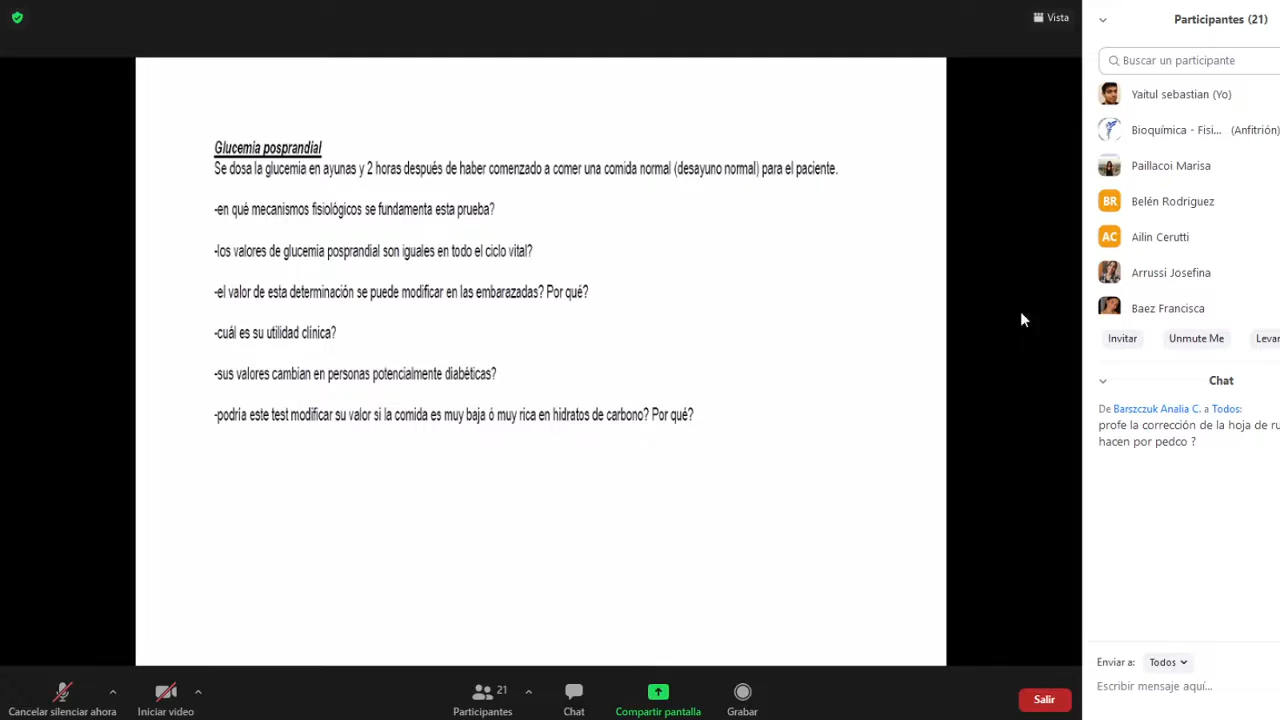 Vista
Glucemia posprandial
Se dosa la glucemia en ayunas y 2 horas después de haber comenzado a comer una comida normal (desayuno normal) para el paciente.
-en qué mecanismos fisiológicos se fundamenta esta prueba?
-los valores de glucemia posprandial son iguales en todo el ciclo vital?
-el valor de esta determinación se puede modificar en las embarazadas? Por qué?
-cuál es su utilidad clínica?
-sus valores cambian en personas potencialmente diabéticas?
-podría este test modificar su valor si la comida es muy baja ó muy rica en hidratos de carbono? Por qué?
Cancelar silenciar ahora
Iniciar video
21
Participantes
Chat
Compartir pantalla
Grabar
Salir
Participantes (21)
Buscar un participante
Yaitul sebastian (Yo)
Bioquímica - Fisi... (Anfitrión)
Paillacoi Marisa
BR Belén Rodriguez
AC Ailin Cerutti
Arrussi Josefina
Baez Francisca
Invitar Unmute Me Levar
Chat
De Barszczuk Analia C. a Todos:
profe la corrección de la hoja de ru
hacen por pedco ?
Enviar a: Todos
Escribir mensaje aquí...